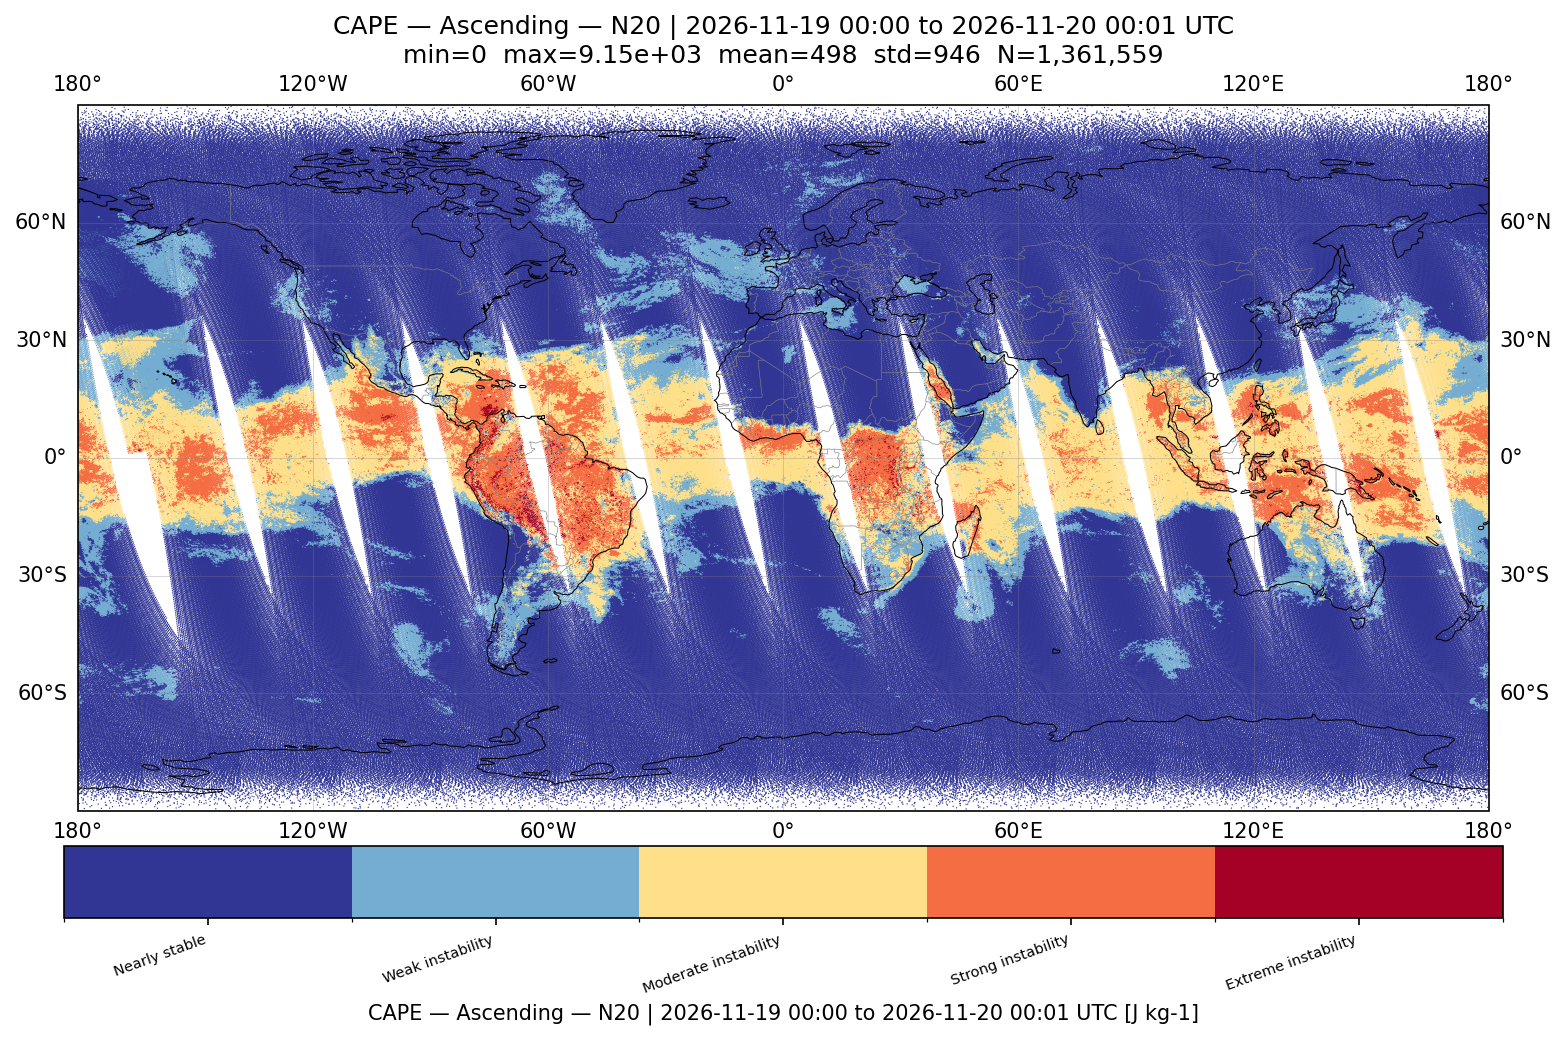 CAPE — Ascending — N20 | 2026-11-19 00:00 to 2026-11-20 00:01 UTC
min=0 max=9.15e+03 mean=498 std=946 N=1,361,559
180° 120°W 60°W 0° 60°E 120°E 180°
60°N 60°N
30°N 30°N
0° 0°
30°S 30°S
60°S 60°S
180° 120°W 60°W 0° 60°E 120°E 180°
Nearly stable Weak instability Moderate instability Strong instability Extreme instability
CAPE — Ascending — N20 | 2026-11-19 00:00 to 2026-11-20 00:01 UTC [J kg-1]